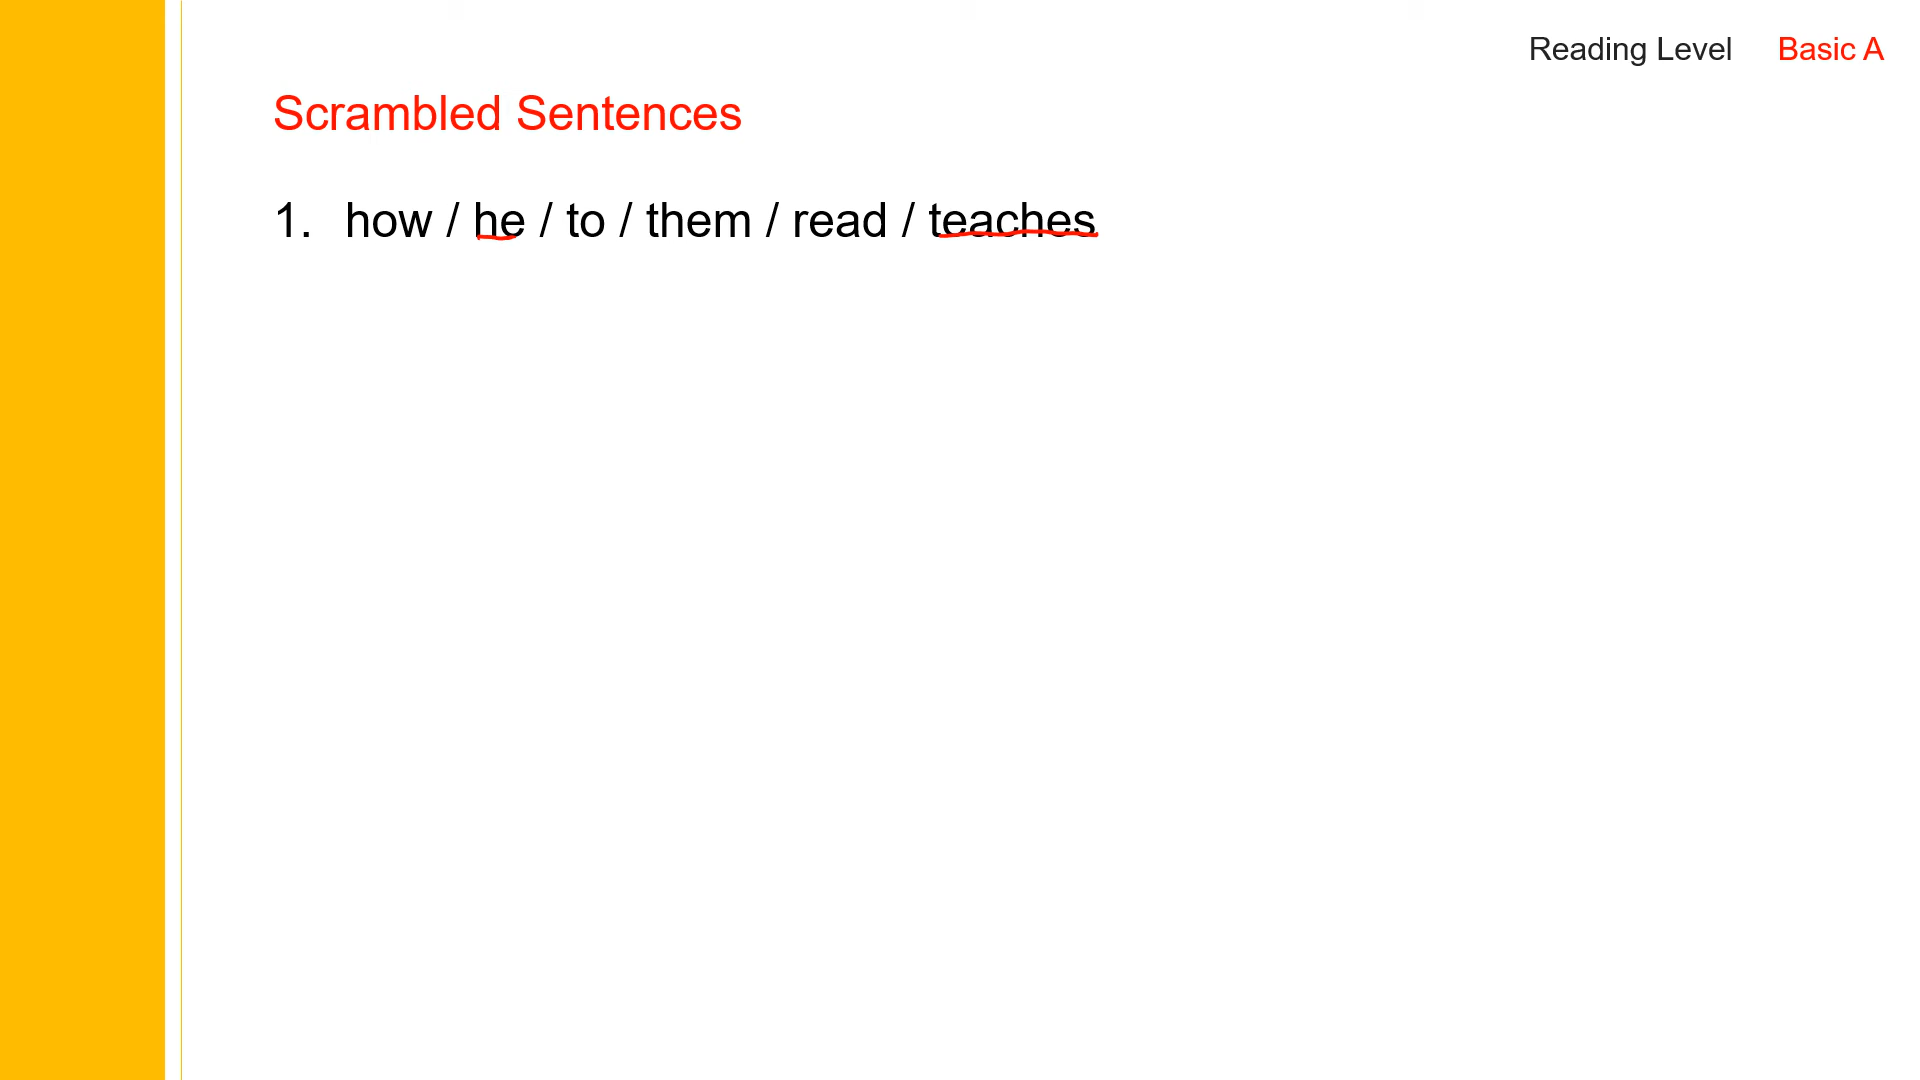 Reading Level Basic A
Scrambled Sentences
1. how / he / to / them / read / teaches